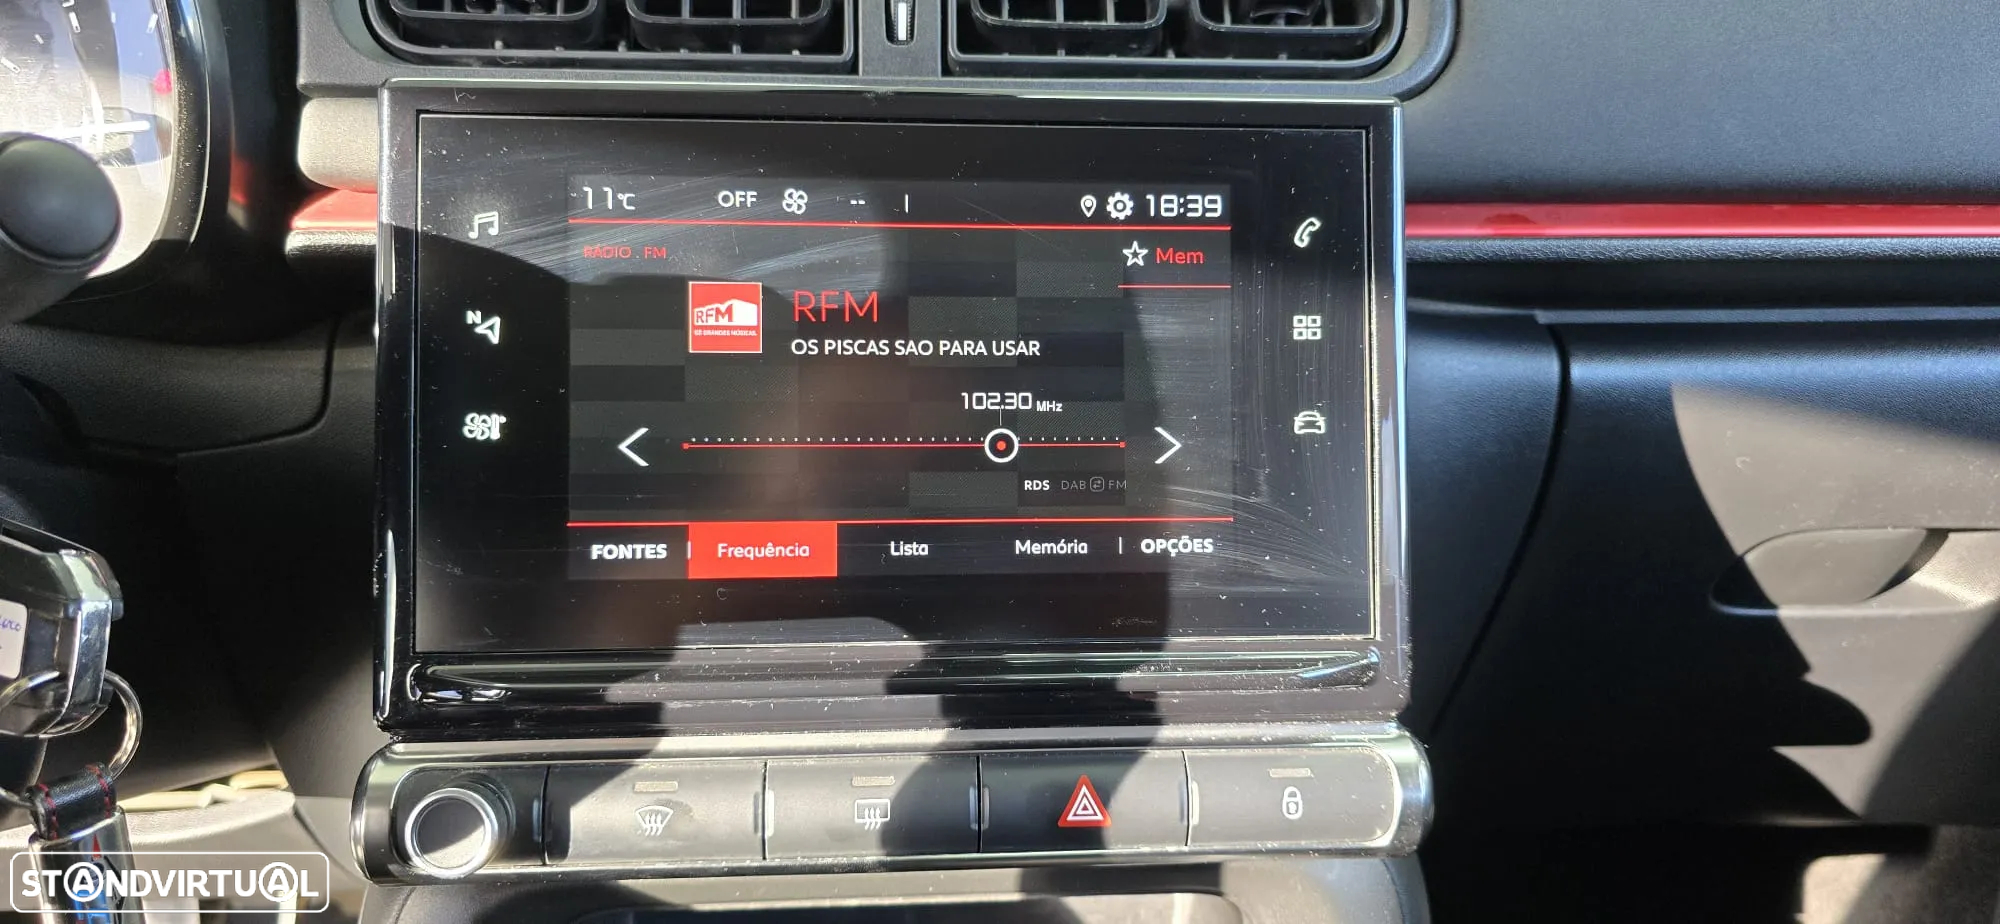 11°C OFF -- 18:39
RÁDIO . FM
Mem
RFM
RFM
OS PISCAS SAO PARA USAR
102.30 MHz
N
RDS DAB FM
FONTES Frequência Lista Memória OPÇÕES
STANDVIRTUAL